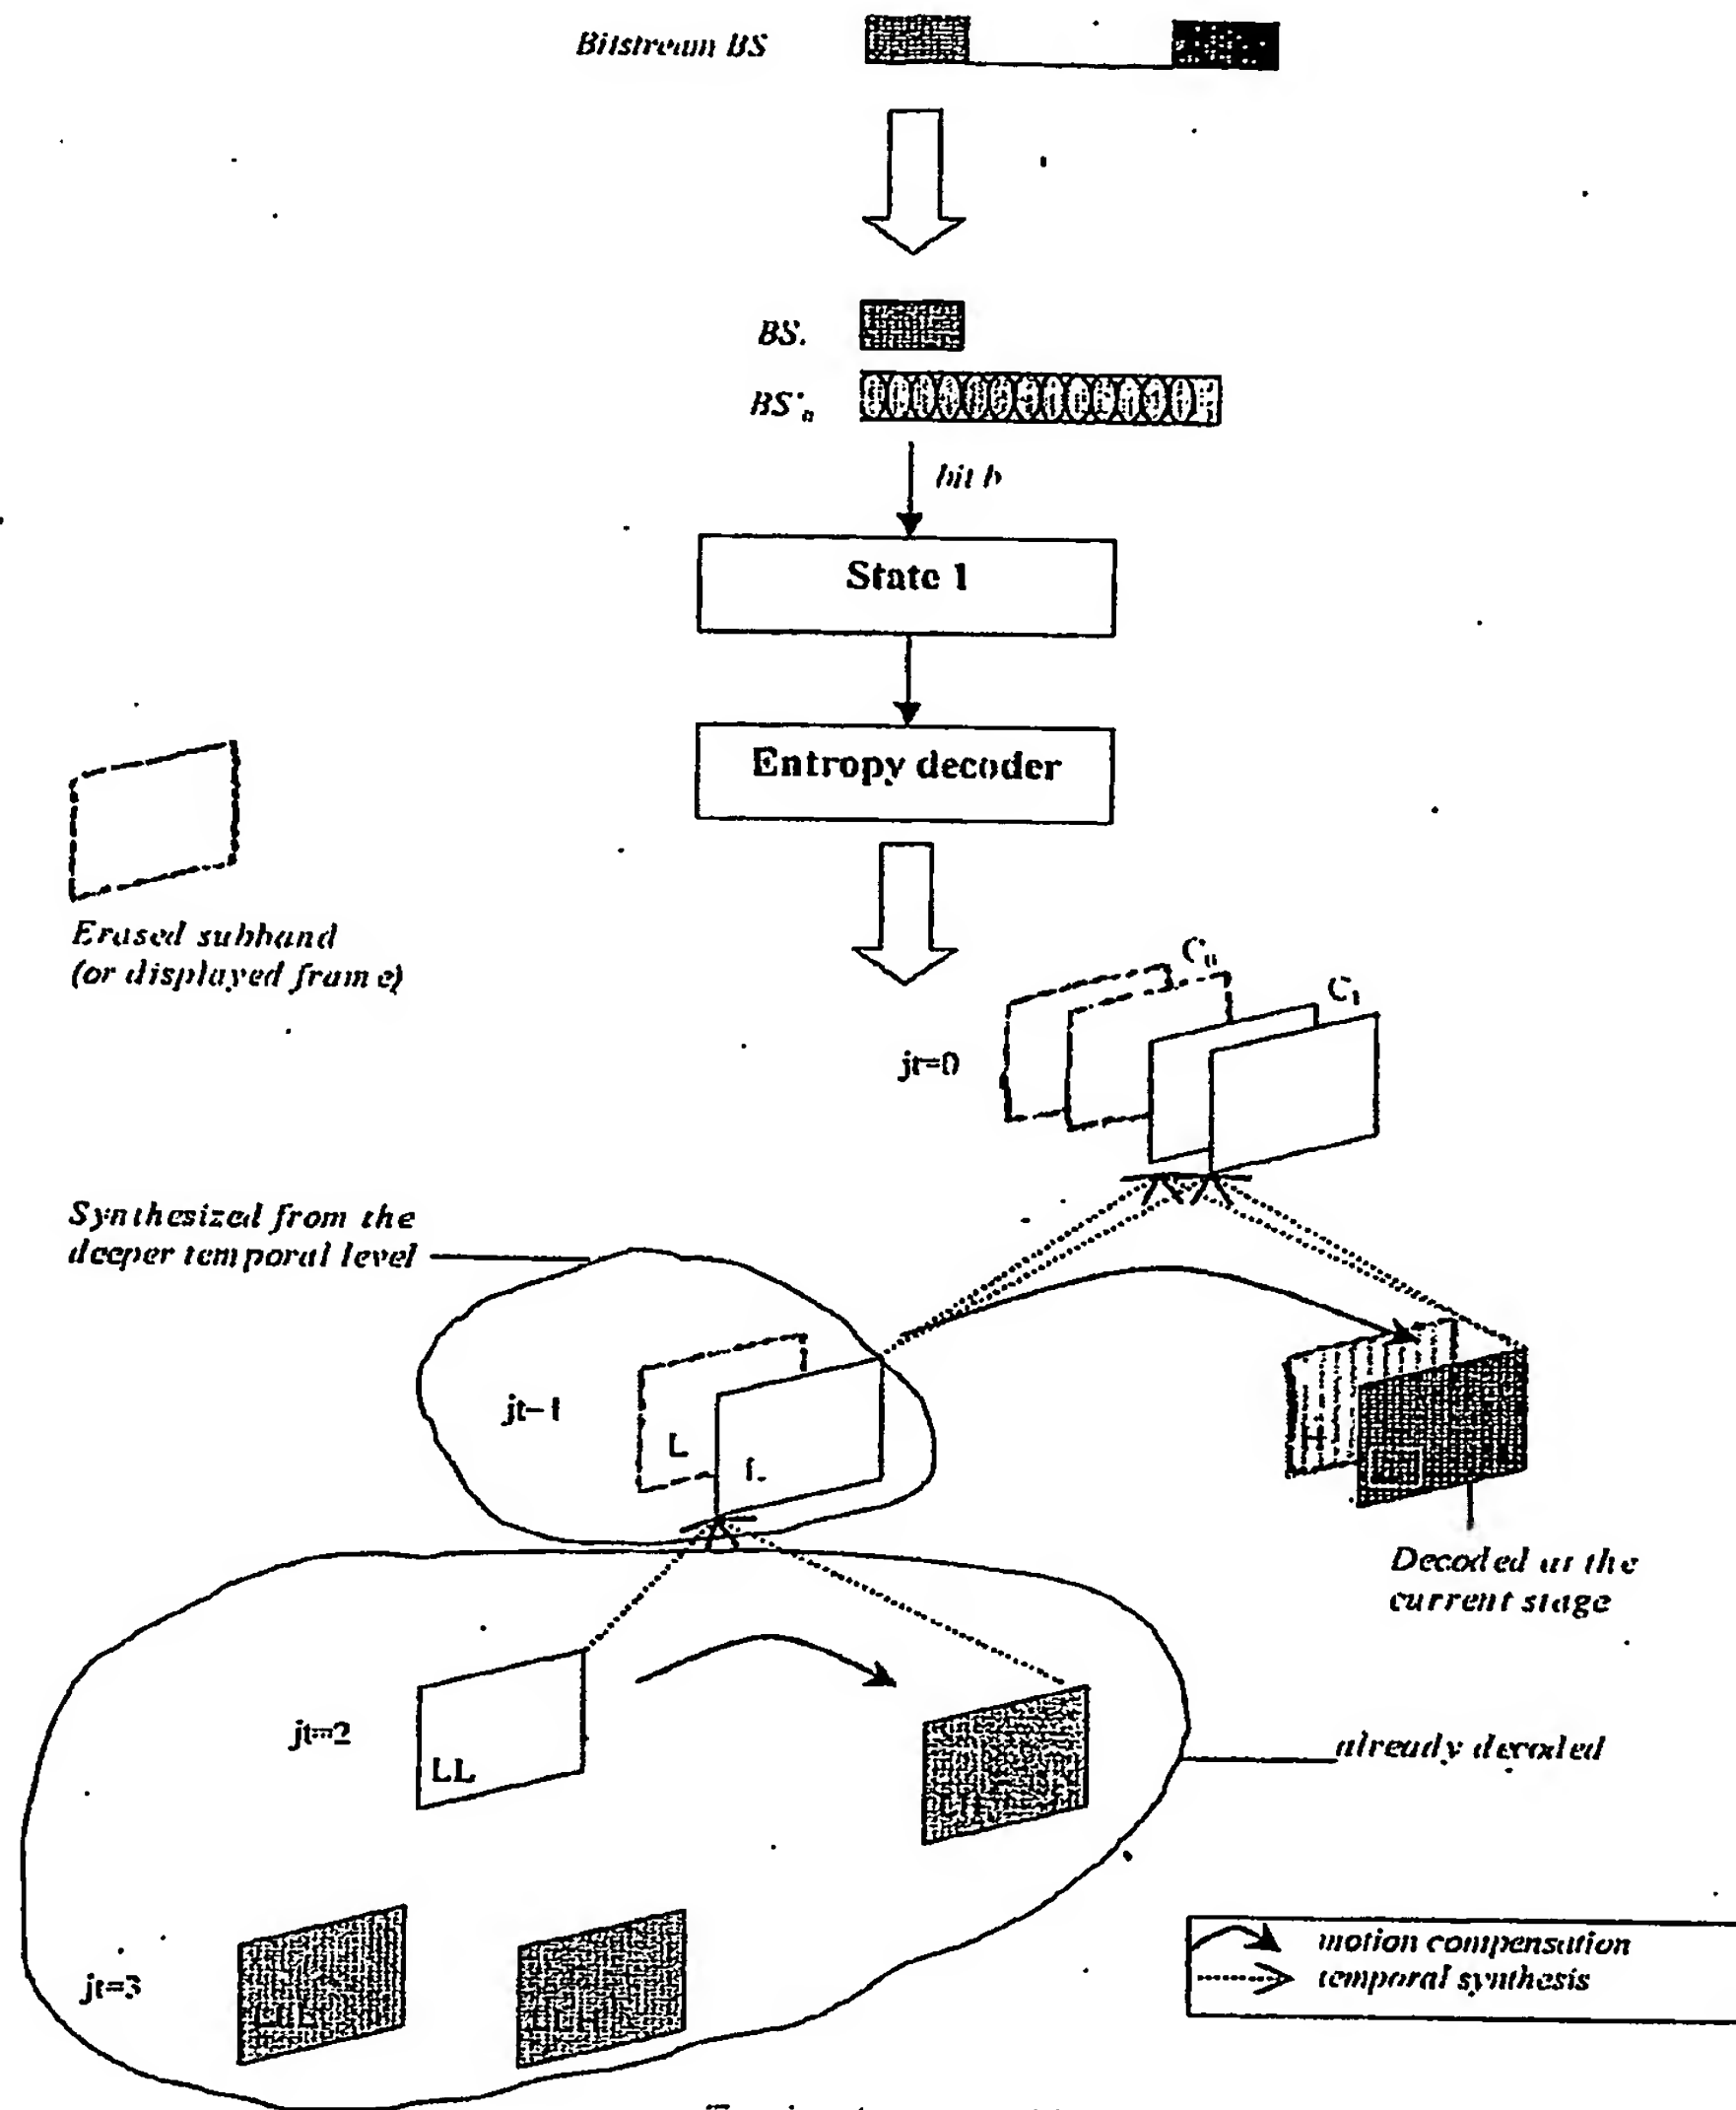 Bitstream BS
BS.
BS'n
bit b
State 1
Entropy decoder
Erased subband
(or displayed frame)
C0
C1
jt=0
Synthesized from the
deeper temporal level
jt=1
L
L
H
Decoded at the
current stage
jt=2
LL
already decoded
jt=3
motion compensation
temporal synthesis